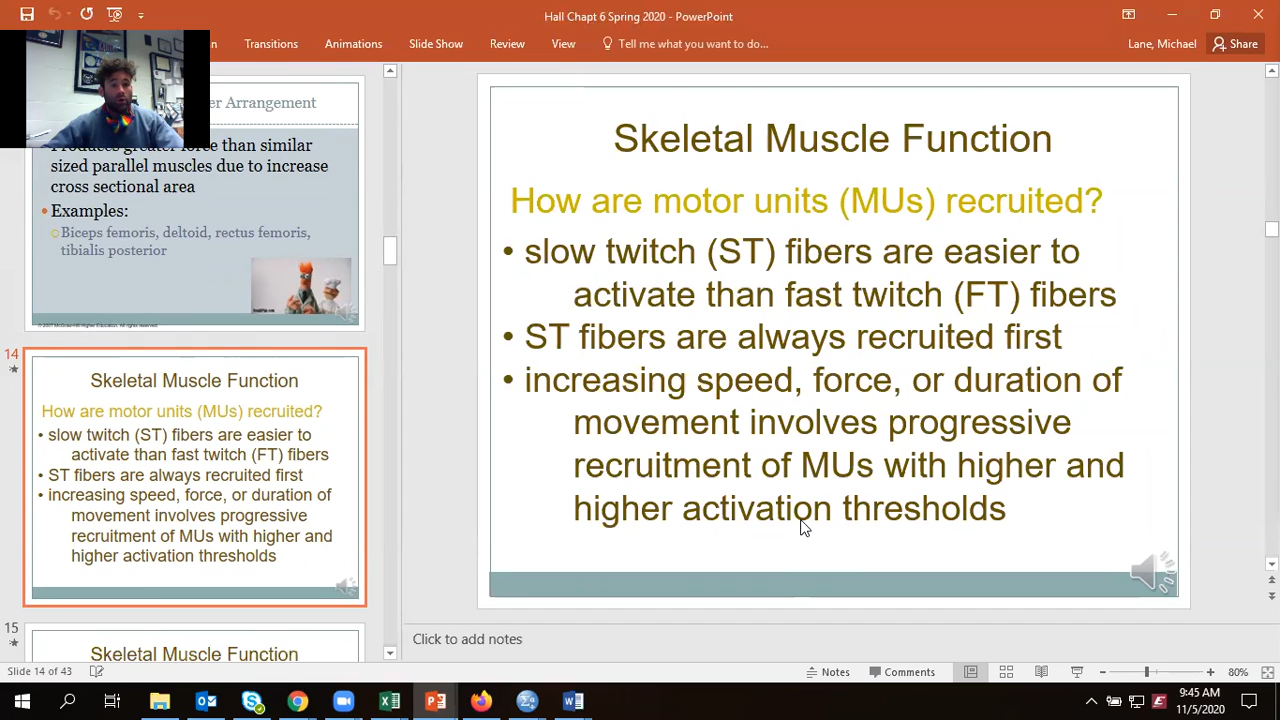 Hall Chapt 6 Spring 2020 - PowerPoint
Transitions Animations Slide Show Review View Tell me what you want to do... Lane, Michael Share
er Arrangement
Produces greater force than similar
sized parallel muscles due to increase
cross sectional area
• Examples:
Biceps femoris, deltoid, rectus femoris,
tibialis posterior
14
Skeletal Muscle Function
How are motor units (MUs) recruited?
• slow twitch (ST) fibers are easier to
activate than fast twitch (FT) fibers
• ST fibers are always recruited first
• increasing speed, force, or duration of
movement involves progressive
recruitment of MUs with higher and
higher activation thresholds
15
Skeletal Muscle Function
Skeletal Muscle Function
How are motor units (MUs) recruited?
• slow twitch (ST) fibers are easier to
activate than fast twitch (FT) fibers
• ST fibers are always recruited first
• increasing speed, force, or duration of
movement involves progressive
recruitment of MUs with higher and
higher activation thresholds
Click to add notes
Slide 14 of 43 Notes Comments 80%
9:45 AM
11/5/2020